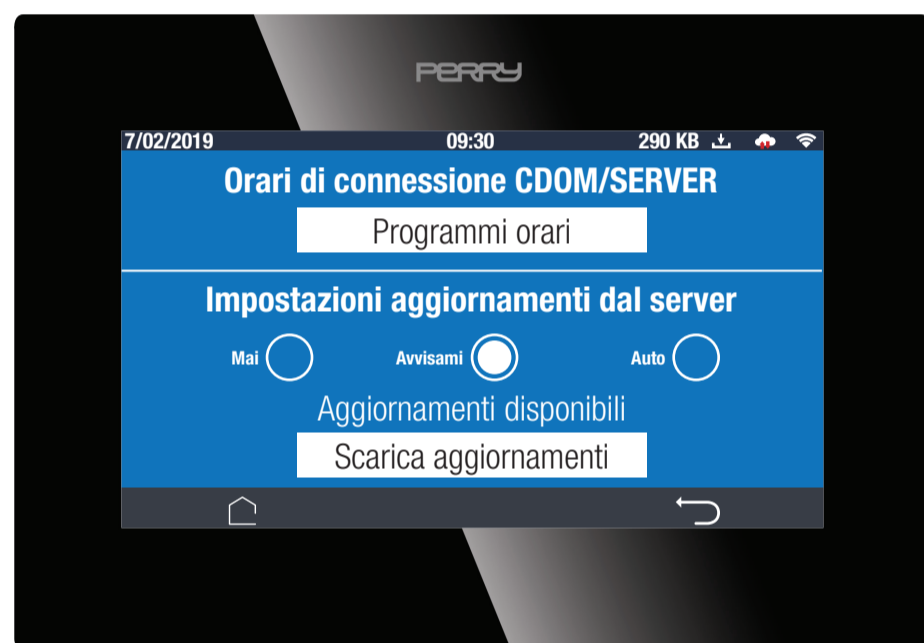 PERRY
7/02/2019 09:30 290 KB
Orari di connessione CDOM/SERVER
Programmi orari
Impostazioni aggiornamenti dal server
Mai Avvisami Auto
Aggiornamenti disponibili
Scarica aggiornamenti